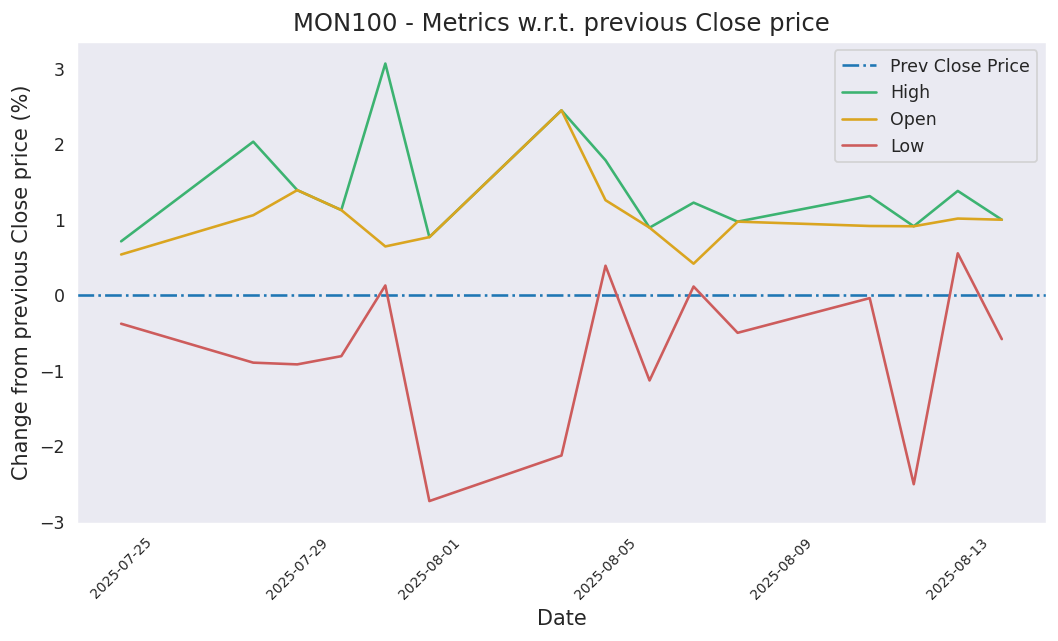 MON100 - Metrics w.r.t. previous Close price
Change from previous Close price (%)
3
2
1
0
−1
−2
−3
Prev Close Price
High
Open
Low
2025-07-25
2025-07-29
2025-08-01
2025-08-05
2025-08-09
2025-08-13
Date